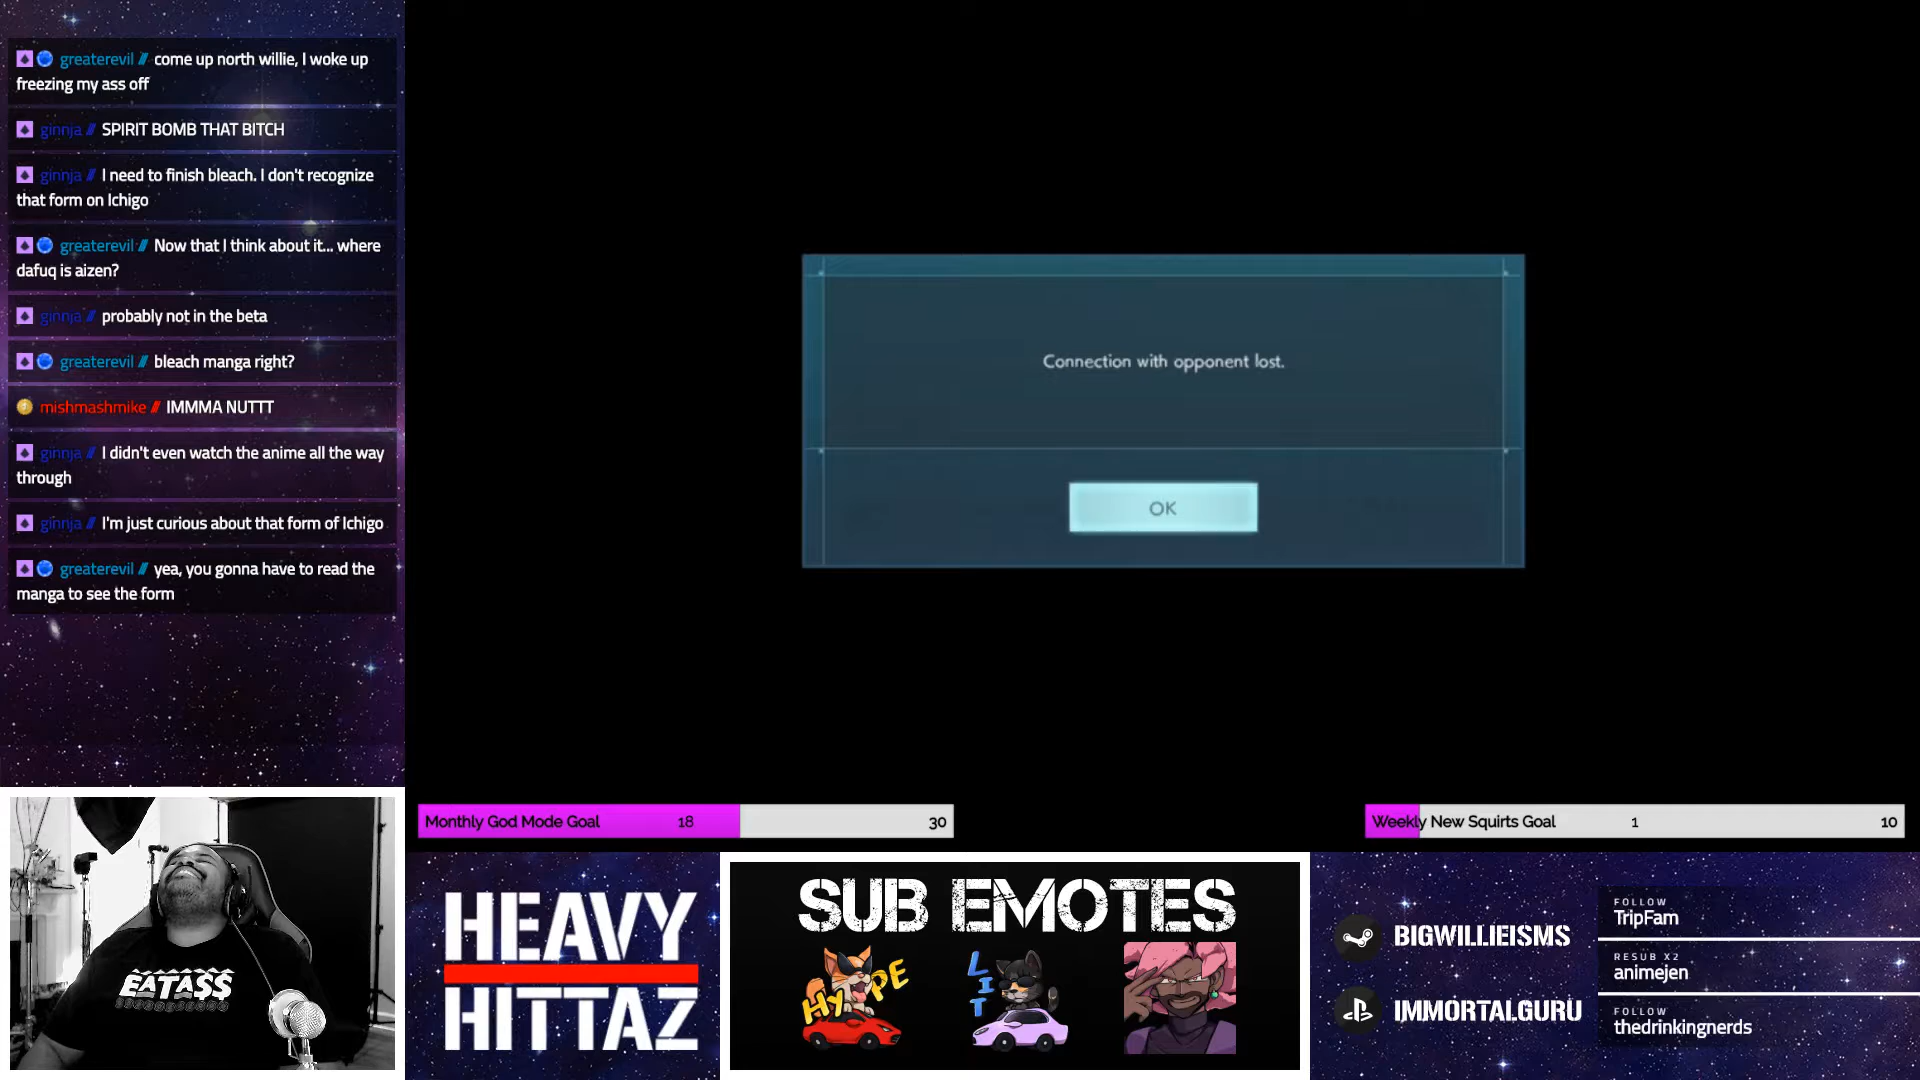 greaterevil // come up north willie, I woke up
freezing my ass off
ginnja // SPIRIT BOMB THAT BITCH
ginnja // I need to finish bleach. I don't recognize
that form on Ichigo
greaterevil // Now that I think about it... where
dafuq is aizen?
ginnja // probably not in the beta
greaterevil // bleach manga right?
mishmashmike // IMMMA NUTTT
ginnja // I didn't even watch the anime all the way
through
ginnja // I'm just curious about that form of Ichigo
greaterevil // yea, you gonna have to read the
manga to see the form
Connection with opponent lost.
OK
Monthly God Mode Goal 18 30
Weekly New Squirts Goal 1 10
EATA$$
HEAVY
HITTAZ
SUB EMOTES
HYPE
LIT
BIGWILLIEISMS
IMMORTALGURU
FOLLOW
TripFam
RESUB X2
animejen
FOLLOW
thedrinkingnerds